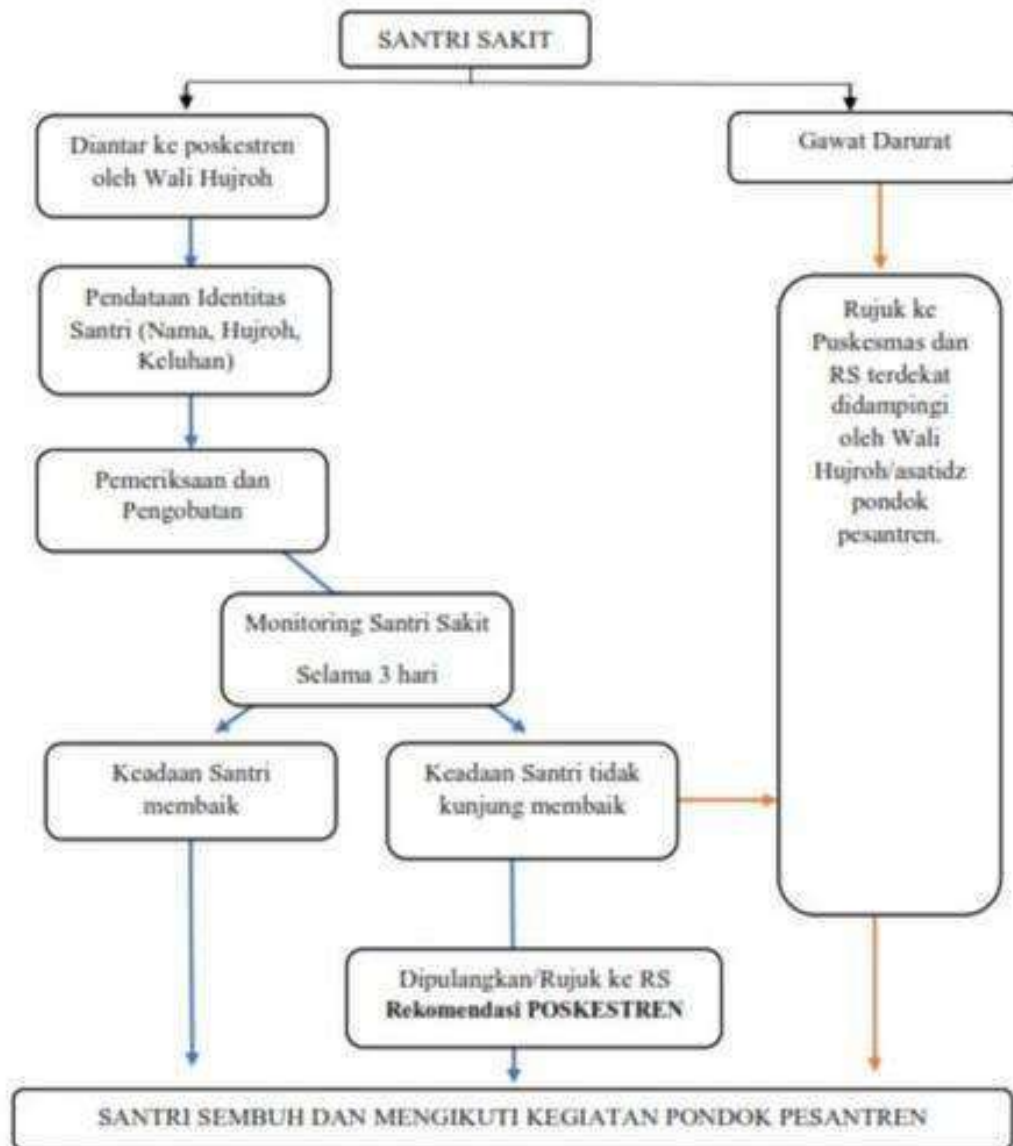 SANTRI SAKIT
Diantar ke poskestren
oleh Wali Hujroh
Gawat Darurat
Pendataan Identitas
Santri (Nama, Hujroh,
Keluhan)
Rujuk ke
Puskesmas dan
RS terdekat
didampingi
oleh Wali
Hujroh/asatidz
pondok
pesantren.
Pemeriksaan dan
Pengobatan
Monitoring Santri Sakit
Selama 3 hari
Keadaan Santri
membaik
Keadaan Santri tidak
kunjung membaik
Dipulangkan/Rujuk ke RS
Rekomendasi POSKESTREN
SANTRI SEMBUH DAN MENGIKUTI KEGIATAN PONDOK PESANTREN